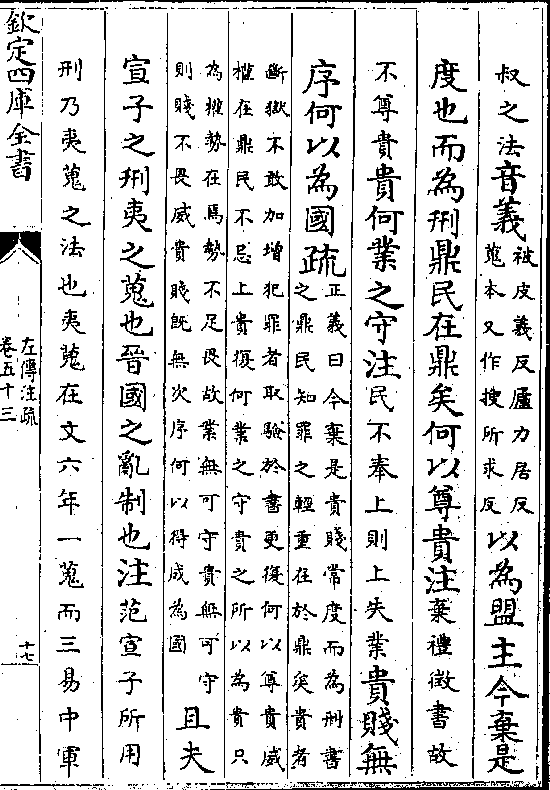 叔之法音義被皮義反廬力居反
蒐本又作搜所求反以為盟主今棄是
度也而為刑鼎民在鼎矣何以尊貴注棄禮徵書故
不尊貴貴何業之守注民不奉上則上失業貴賤無
序何以為國疏正義曰今棄是貴賤常度而為刑書
之鼎民知罪之輕重在於鼎矣貴者
斷獄不敢加增犯罪者取驗於書更復何以尊貴威
權在鼎民不忌上貴復何業之守貴之所以為貴只
為權勢在焉勢不足畏故業無可守貴無可守
則賤不畏威貴賤既無次序何以得成為國且夫
宣子之刑夷之蒐也晉國之亂制也注范宣子所用
刑乃夷蒐之法也夷蒐在文六年一蒐而三易中軍
欽定四庫全書
左傳注疏
卷五十三
十七